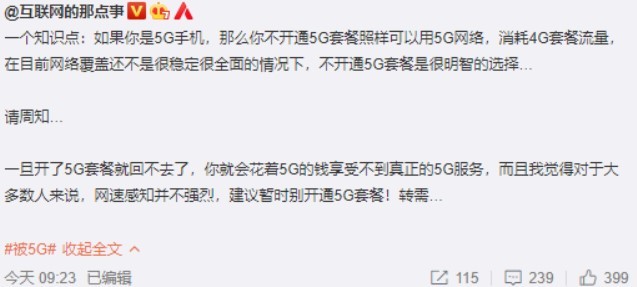 @互联网的那点事
一个知识点：如果你是5G手机，那么你不开通5G套餐照样可以用5G网络，消耗4G套餐流量，
在目前网络覆盖还不是很稳定很全面的情况下，不开通5G套餐是很明智的选择...
请周知...
一旦开了5G套餐就回不去了，你就会花着5G的钱享受不到真正的5G服务，而且我觉得对于大
多数人来说，网速感知并不强烈，建议暂时别开通5G套餐！转需...
#被5G# 收起全文
今天 09:23 已编辑 115 239 399